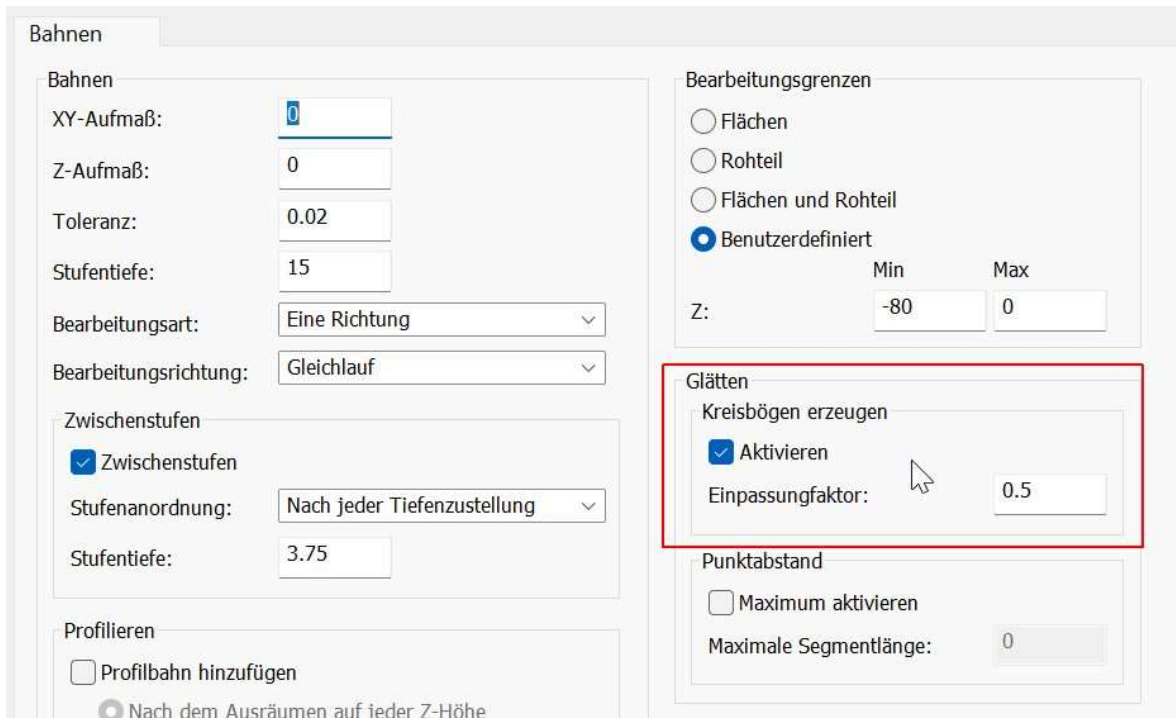 Bahnen
Bahnen
XY-Aufmaß: 0
Z-Aufmaß: 0
Toleranz: 0.02
Stufentiefe: 15
Bearbeitungsart: Eine Richtung
Bearbeitungsrichtung: Gleichlauf
Zwischenstufen
Zwischenstufen
Stufenanordnung: Nach jeder Tiefenzustellung
Stufentiefe: 3.75
Profilieren
Profilbahn hinzufügen
Nach dem Ausräumen auf jeder Z-Höhe
Bearbeitungsgrenzen
Flächen
Rohteil
Flächen und Rohteil
Benutzerdefiniert
Min Max
Z: -80 0
Glätten
Kreisbögen erzeugen
Aktivieren
Einpassungfaktor: 0.5
Punktabstand
Maximum aktivieren
Maximale Segmentlänge: 0